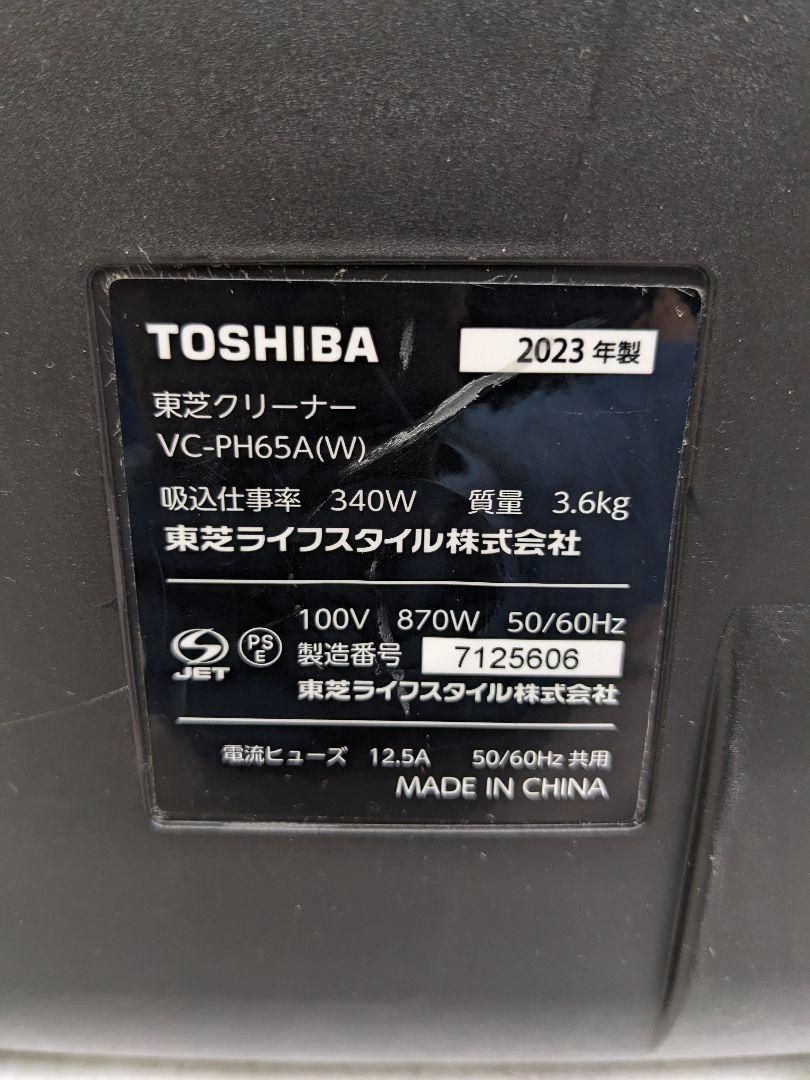 TOSHIBA 2023 年製
東芝クリーナー
VC-PH65A(W)
吸込仕事率 340W 質量 3.6kg
東芝ライフスタイル株式会社
100V 870W 50/60Hz
JET PSE 製造番号 7125606
東芝ライフスタイル株式会社
電流ヒューズ 12.5A 50/60Hz 共用
MADE IN CHINA